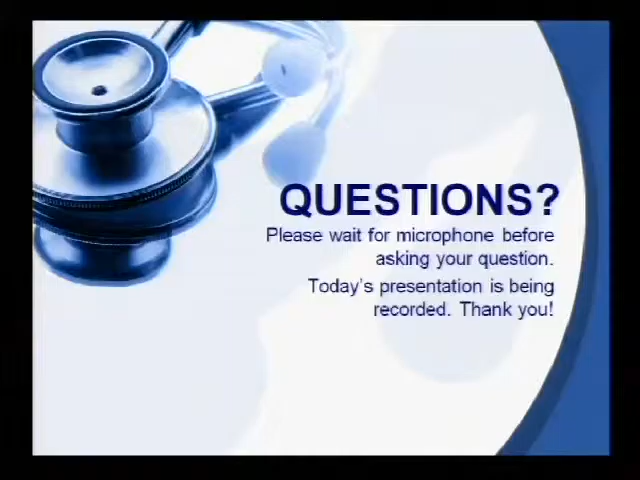 QUESTIONS?
Please wait for microphone before
asking your question.
Today's presentation is being
recorded. Thank you!